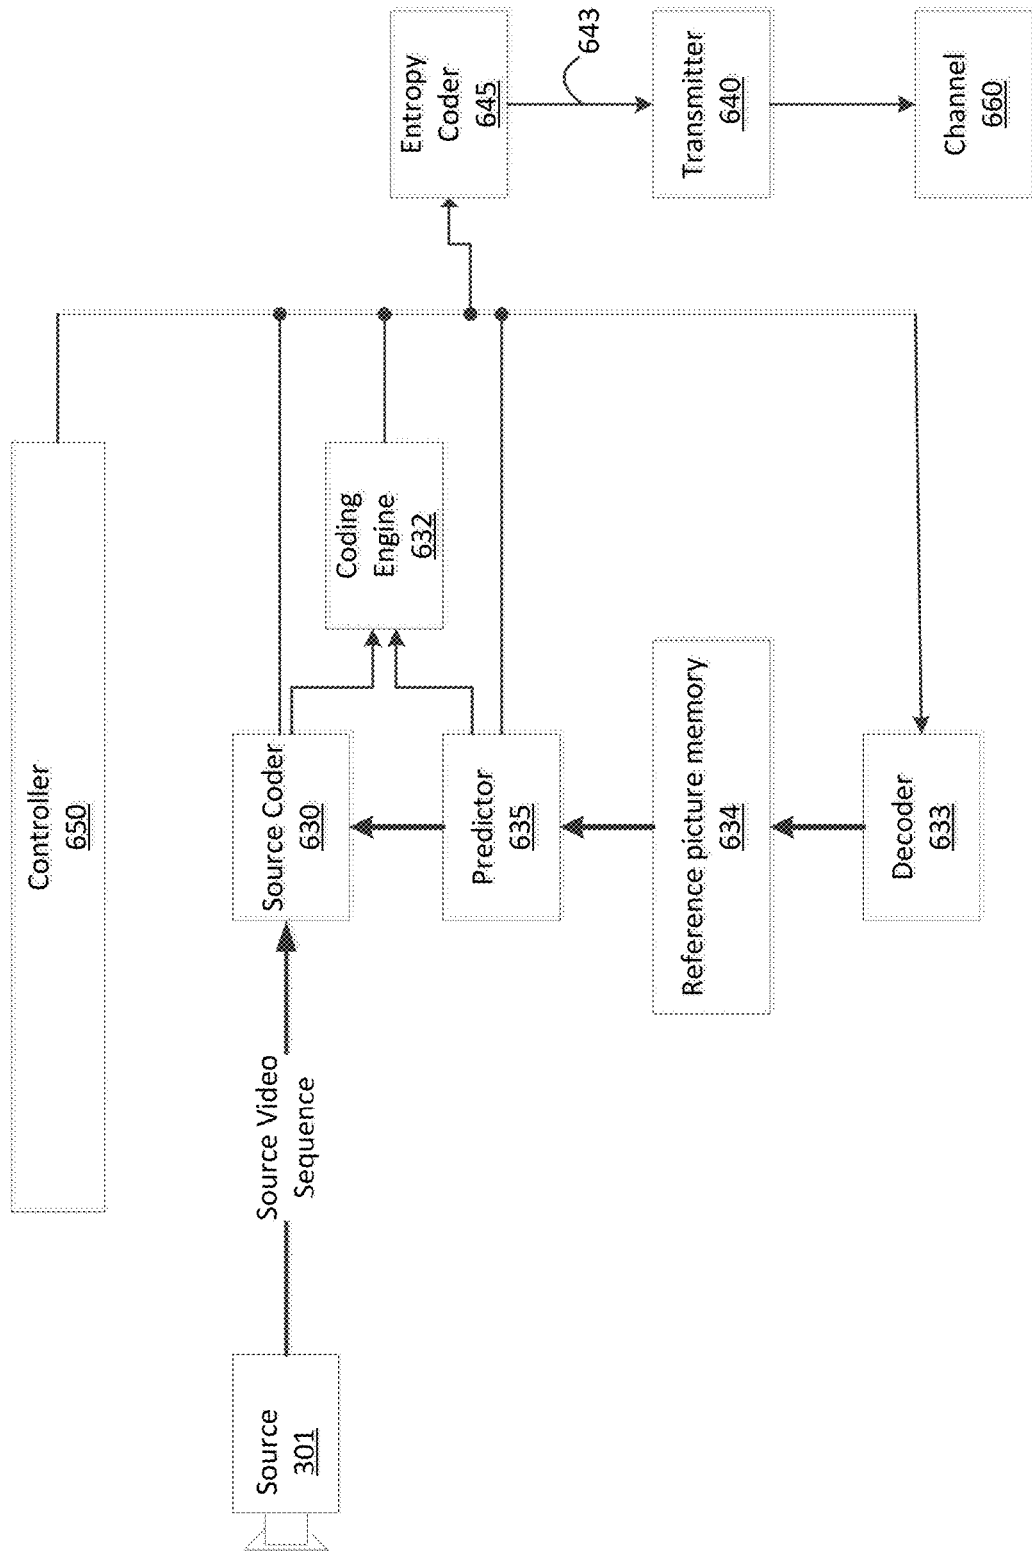 Controller
650
Source
301
Source Video
Sequence
Source Coder
630
Coding
Engine
632
Predictor
635
Reference picture memory
634
Decoder
633
Entropy
Coder
645
643
Transmitter
640
Channel
660